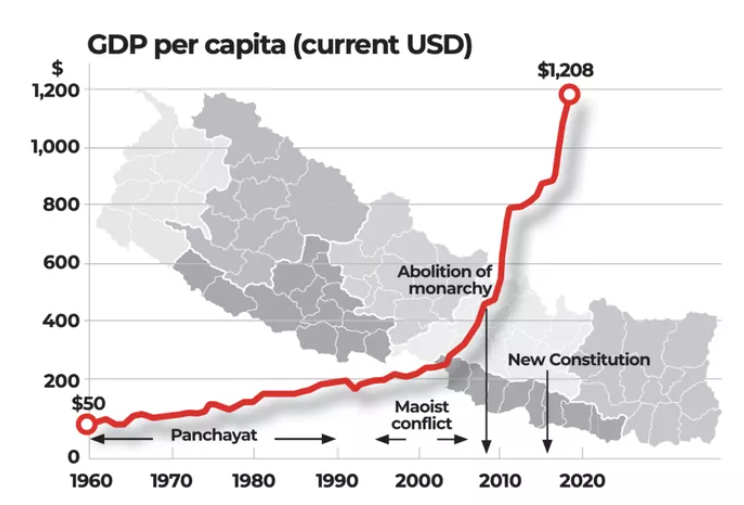 GDP per capita (current USD)
$
$1,208
1,200
1,000
800
600
Abolition of
monarchy
400
New Constitution
200
$50
Maoist
conflict
Panchayat
0
1960 1970 1980 1990 2000 2010 2020